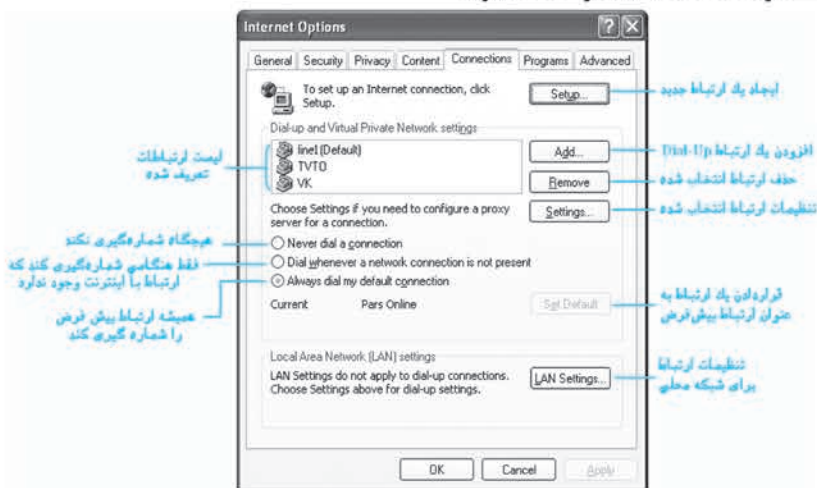 Internet Options
General Security Privacy Content Connections Programs Advanced
To set up an Internet connection, click
Setup.
Setup...
ایجاد یک ارتباط جدید
Dial-up and Virtual Private Network settings
line1 (Default)
TVTO
VK
لیست ارتباطات
تعریف شده
Add...
افزودن یک ارتباط Dial-Up
Remove
حذف ارتباط انتخاب شده
Choose Settings if you need to configure a proxy
server for a connection.
Settings...
تنظیمات ارتباط انتخاب شده
Never dial a connection
هیچگاه شماره‌گیری نکند
Dial whenever a network connection is not present
فقط هنگامی شماره‌گیری کند که
ارتباط با اینترنت وجود ندارد
Always dial my default connection
همیشه ارتباط پیش فرض
را شماره گیری کند
Current Pars Online
Set Default
قراردادن یک ارتباط به
عنوان ارتباط پیش‌فرض
Local Area Network (LAN) settings
LAN Settings do not apply to dial-up connections.
Choose Settings above for dial-up settings.
LAN Settings...
تنظیمات ارتباط
برای شبکه محلی
OK Cancel Apply